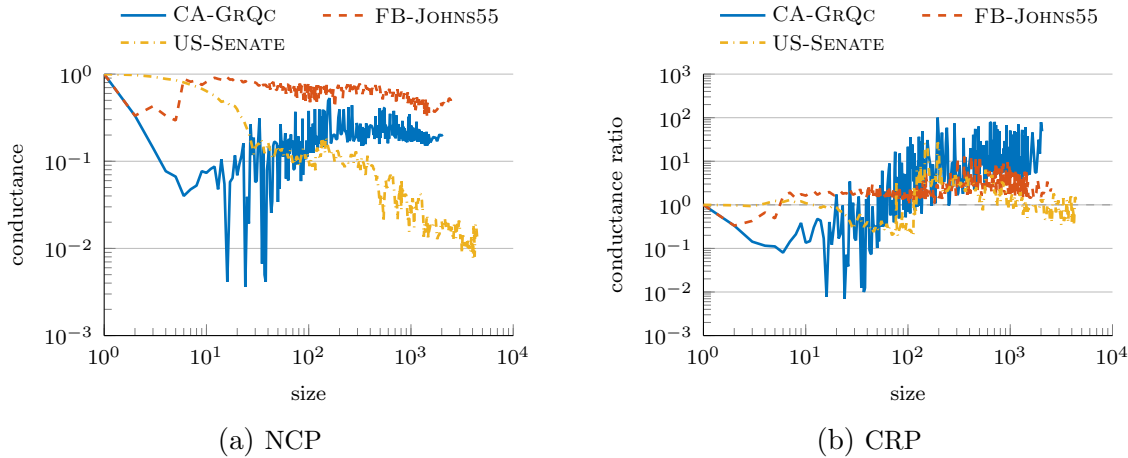 CA-GRQC FB-JOHNS55
US-SENATE
conductance
10^0
10^−1
10^−2
10^−3
10^0 10^1 10^2 10^3 10^4
size
(a) NCP
CA-GRQC FB-JOHNS55
US-SENATE
conductance ratio
10^3
10^2
10^1
10^0
10^−1
10^−2
10^−3
10^0 10^1 10^2 10^3 10^4
size
(b) CRP